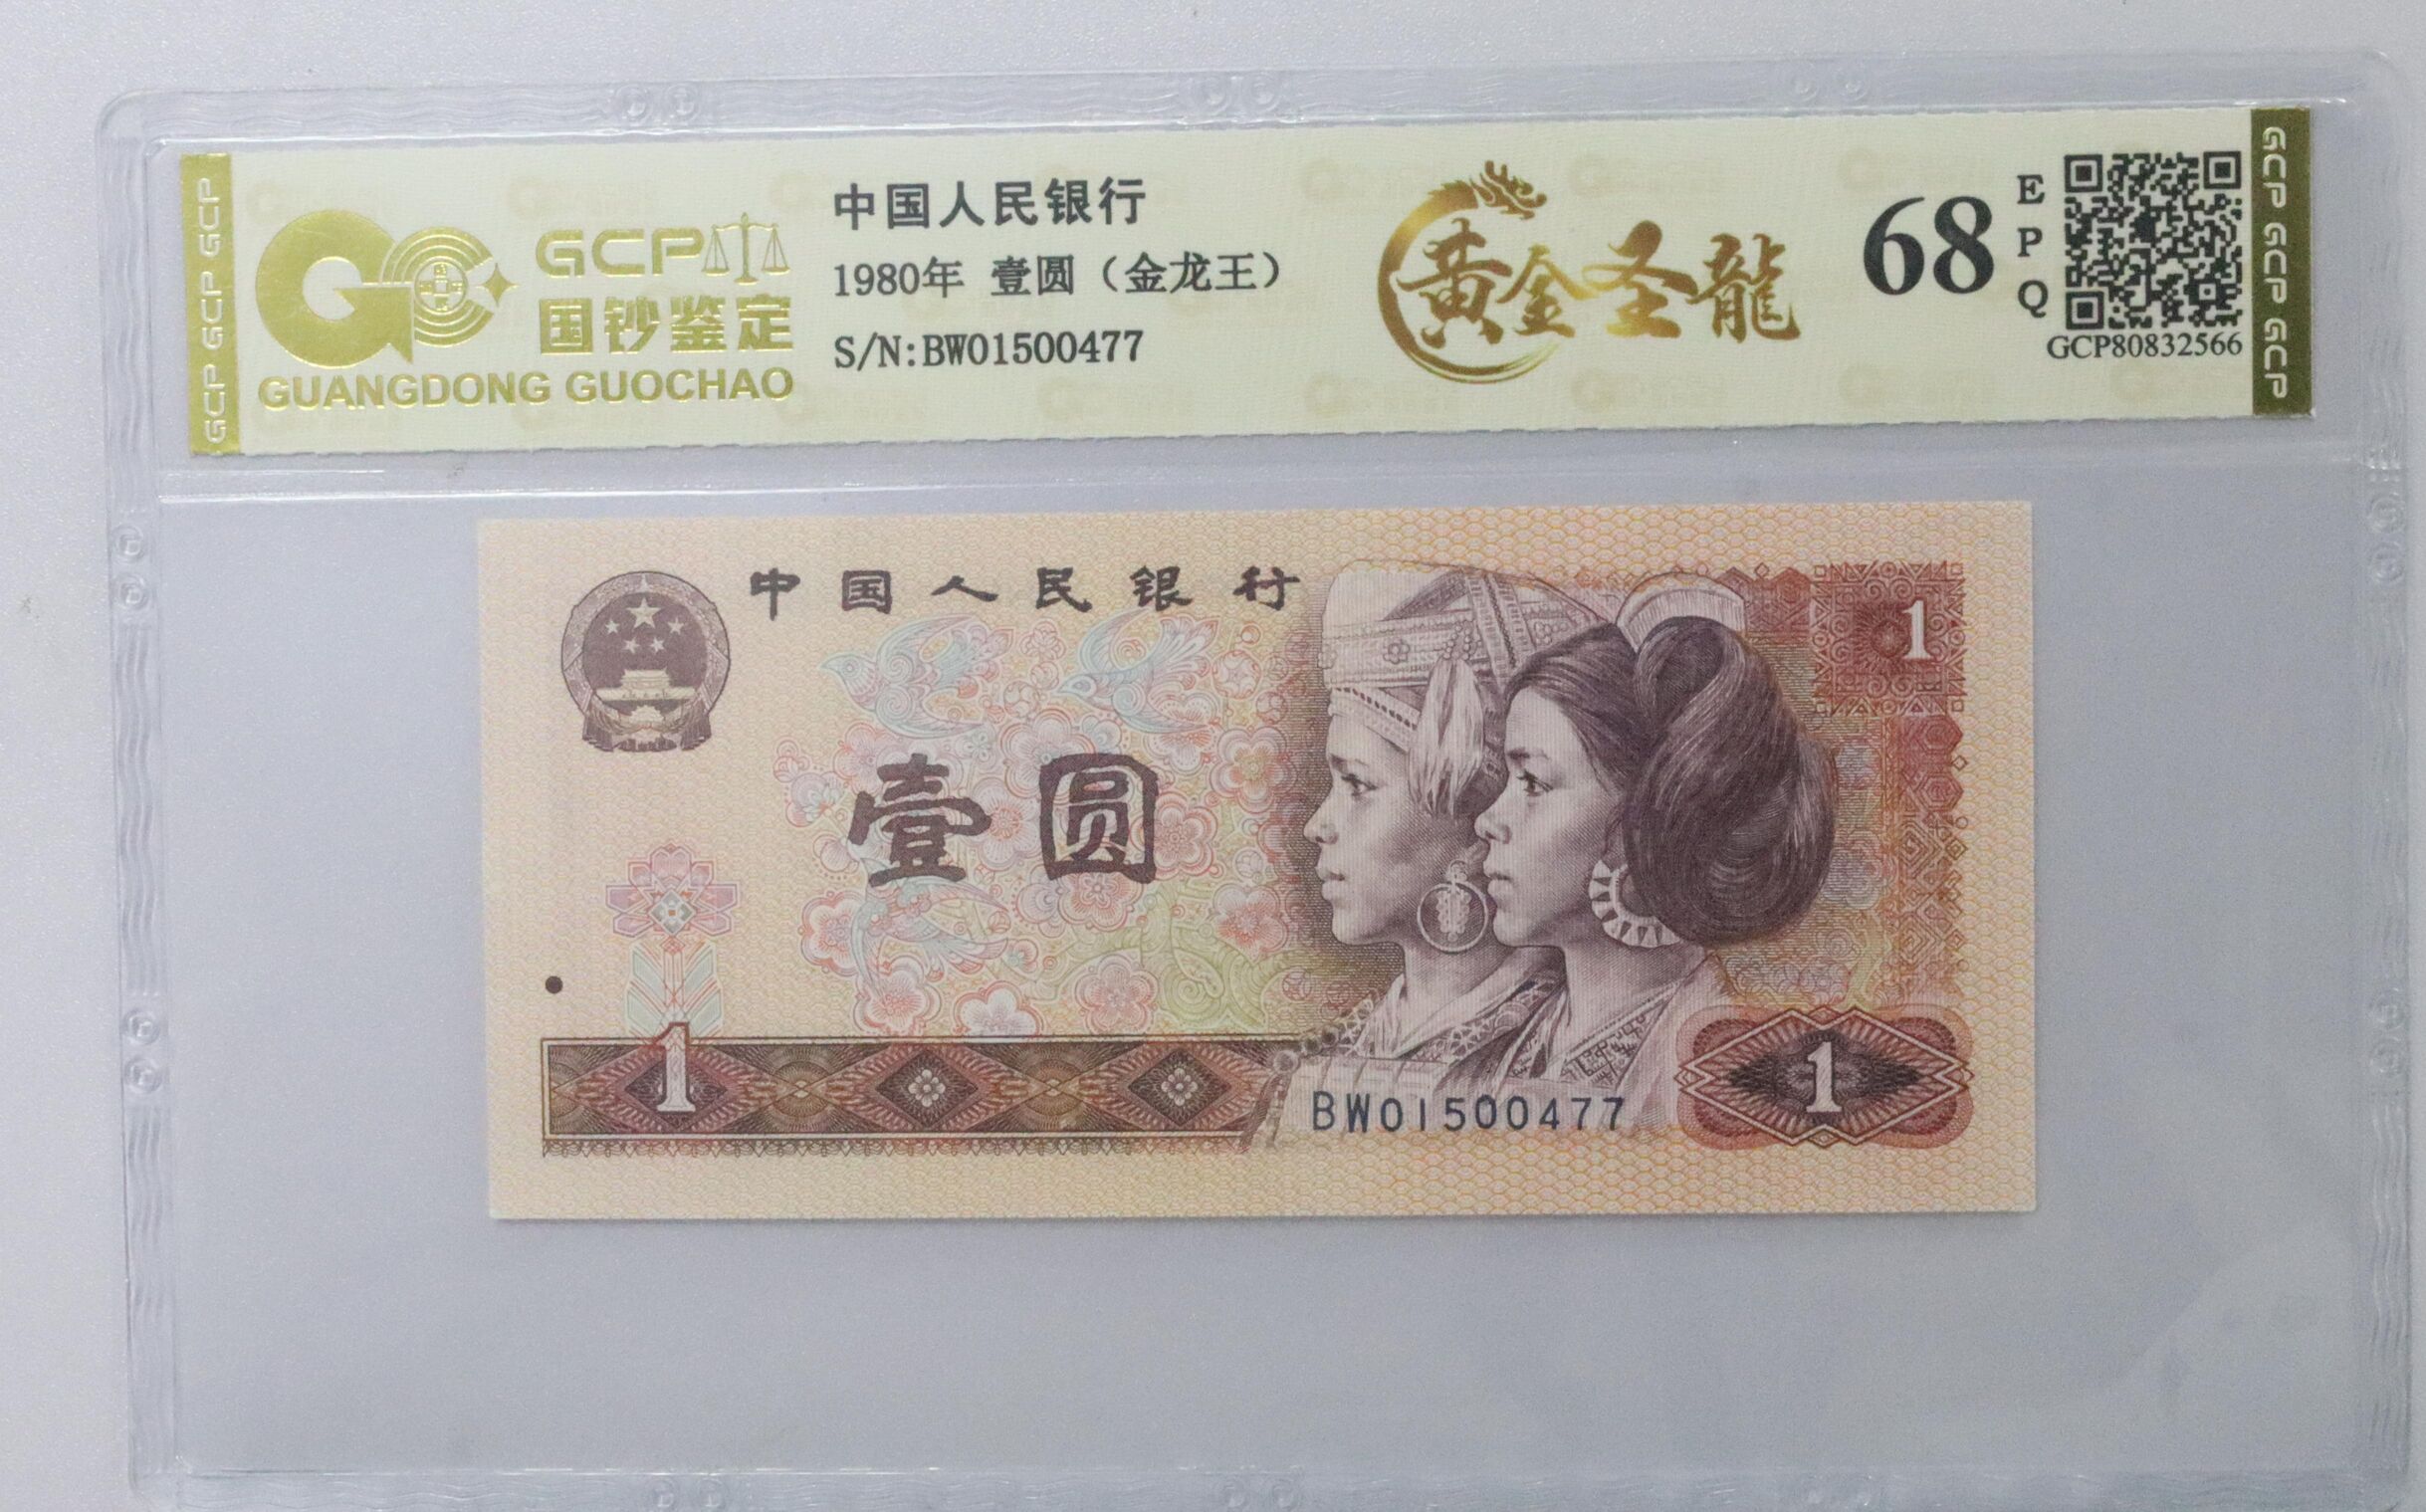 GCP GCP GCP
GCP
国钞鉴定
GUANGDONG GUOCHAO
中国人民银行
1980年 壹圆（金龙王）
S/N:BW01500477
黄金圣龍
68
E
P
Q
GCP80832566
GCP GCP GCP
中国人民银行
1
壹圆
1
BW01500477
1